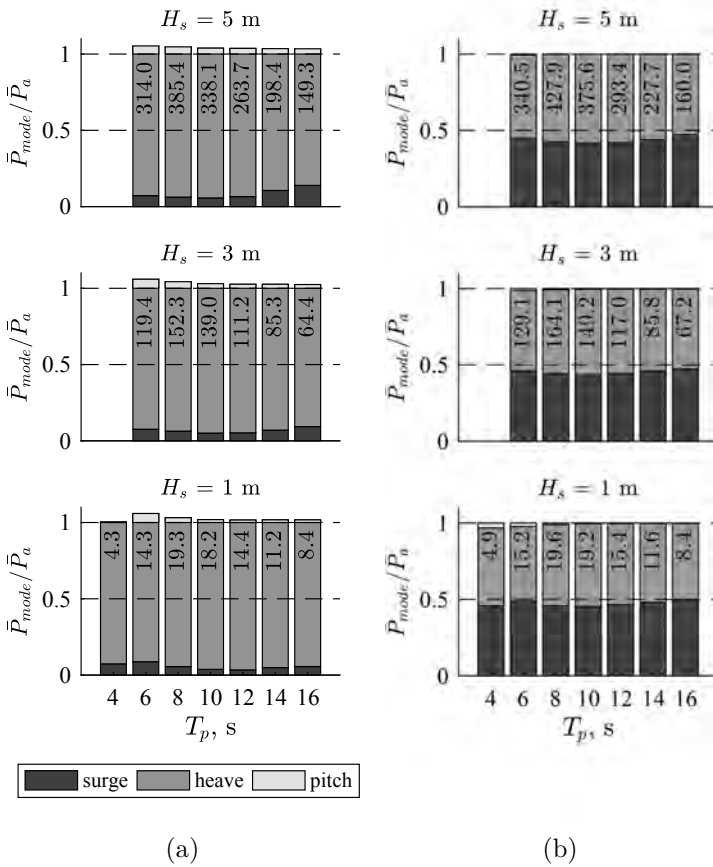 H_s = 5 m
P̄_mode/P̄_a
1
0.5
0
314.0
385.4
338.1
263.7
198.4
149.3
H_s = 3 m
P̄_mode/P̄_a
1
0.5
0
119.4
152.3
139.0
111.2
85.3
64.4
H_s = 1 m
P̄_mode/P̄_a
1
0.5
0
4.3
14.3
19.3
18.2
14.4
11.2
8.4
4 6 8 10 12 14 16
T_p, s
surge heave pitch
(a)
H_s = 5 m
P̄_mode/P̄_a
1
0.5
0
340.5
427.9
375.6
293.4
227.7
160.0
H_s = 3 m
P̄_mode/P̄_a
1
0.5
0
129.1
164.1
117.0
85.8
67.2
H_s = 1 m
P̄_mode/P̄_a
1
0.5
0
4.9
15.2
19.6
19.2
15.4
11.6
8.4
4 6 8 10 12 14 16
T_p, s
(b)